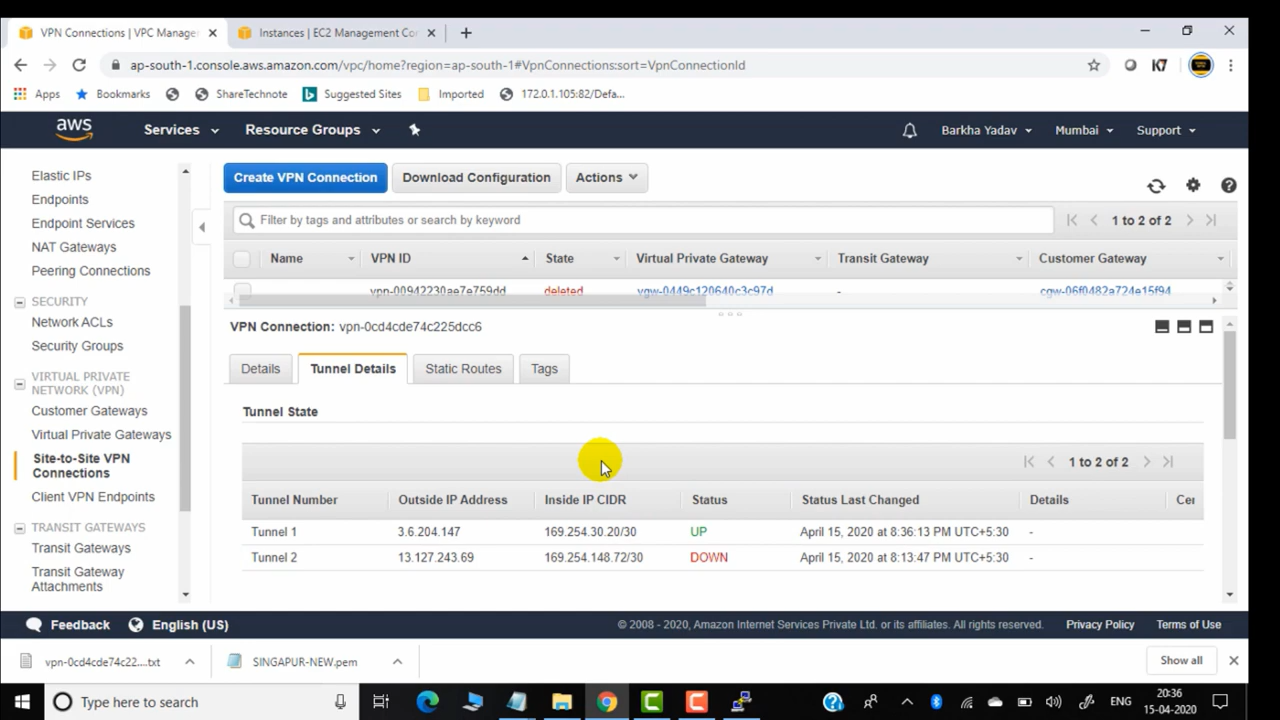 VPN Connections | VPC Manage
Instances | EC2 Management Co
ap-south-1.console.aws.amazon.com/vpc/home?region=ap-south-1#VpnConnections:sort=VpnConnectionId
K7
Apps Bookmarks ShareTechnote Suggested Sites Imported 172.0.1.105:82/Defa...
aws Services Resource Groups Barkha Yadav Mumbai Support
Elastic IPs
Endpoints
Endpoint Services
NAT Gateways
Peering Connections
SECURITY
Network ACLs
Security Groups
VIRTUAL PRIVATE
NETWORK (VPN)
Customer Gateways
Virtual Private Gateways
Site-to-Site VPN
Connections
Client VPN Endpoints
TRANSIT GATEWAYS
Transit Gateways
Transit Gateway
Attachments
Create VPN Connection Download Configuration Actions
Filter by tags and attributes or search by keyword 1 to 2 of 2
Name VPN ID State Virtual Private Gateway Transit Gateway Customer Gateway
vpn-00942230ae7e759dd deleted vgw-0449c120640c3c97d - cgw-06f0482a724e15f94
VPN Connection: vpn-0cd4cde74c225dcc6
Details Tunnel Details Static Routes Tags
Tunnel State
1 to 2 of 2
Tunnel Number Outside IP Address Inside IP CIDR Status Status Last Changed Details Cer
Tunnel 1 3.6.204.147 169.254.30.20/30 UP April 15, 2020 at 8:36:13 PM UTC+5:30 -
Tunnel 2 13.127.243.69 169.254.148.72/30 DOWN April 15, 2020 at 8:13:47 PM UTC+5:30 -
Feedback English (US) © 2008 - 2020, Amazon Internet Services Private Ltd. or its affiliates. All rights reserved. Privacy Policy Terms of Use
vpn-0cd4cde74c22....txt SINGAPUR-NEW.pem Show all
Type here to search ENG 20:36
15-04-2020